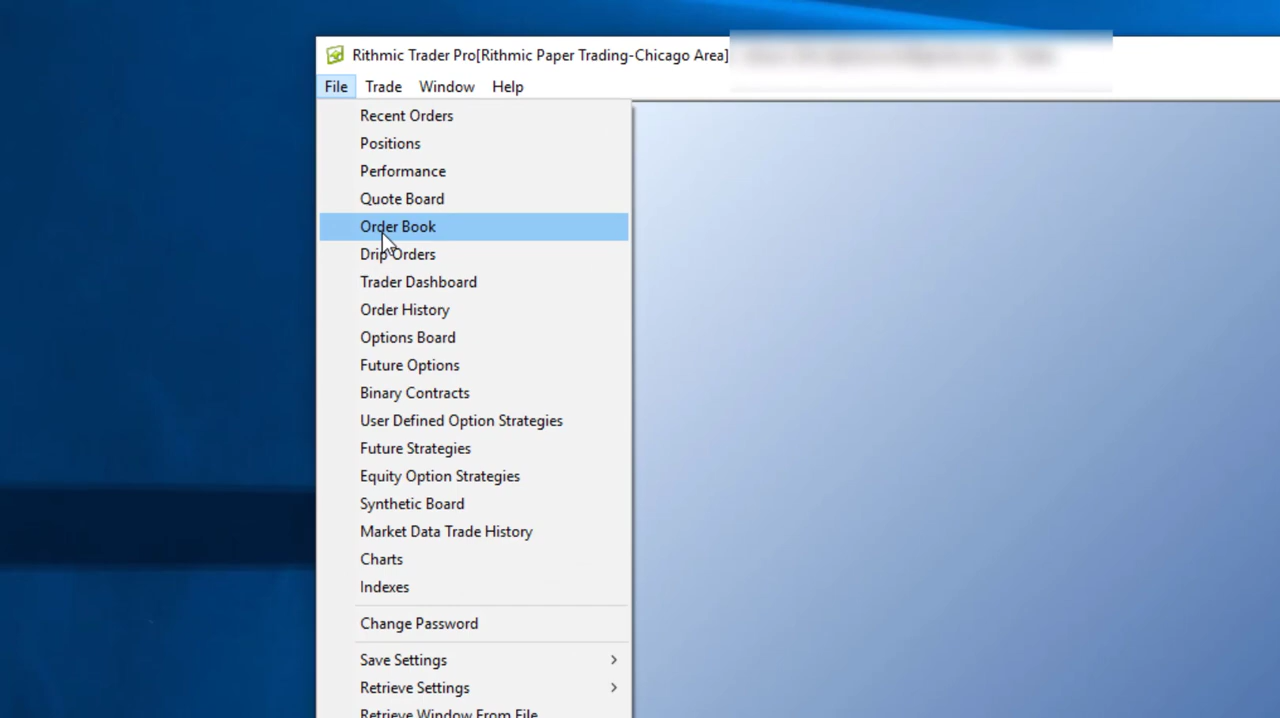 Rithmic Trader Pro[Rithmic Paper Trading-Chicago Area]
File Trade Window Help
Recent Orders
Positions
Performance
Quote Board
Order Book
Drip Orders
Trader Dashboard
Order History
Options Board
Future Options
Binary Contracts
User Defined Option Strategies
Future Strategies
Equity Option Strategies
Synthetic Board
Market Data Trade History
Charts
Indexes
Change Password
Save Settings
Retrieve Settings
Retrieve Window From File